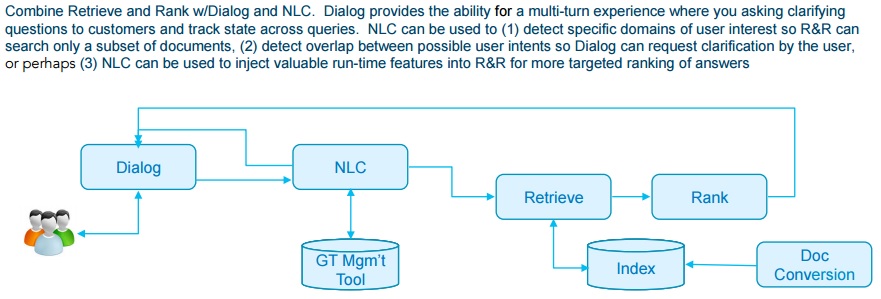 Combine Retrieve and Rank w/Dialog and NLC.  Dialog provides the ability for a multi-turn experience where you asking clarifying
questions to customers and track state across queries.  NLC can be used to (1) detect specific domains of user interest so R&R can
search only a subset of documents, (2) detect overlap between possible user intents so Dialog can request clarification by the user,
or perhaps (3) NLC can be used to inject valuable run-time features into R&R for more targeted ranking of answers
Dialog
NLC
Retrieve
Rank
GT Mgm't
Tool
Index
Doc
Conversion